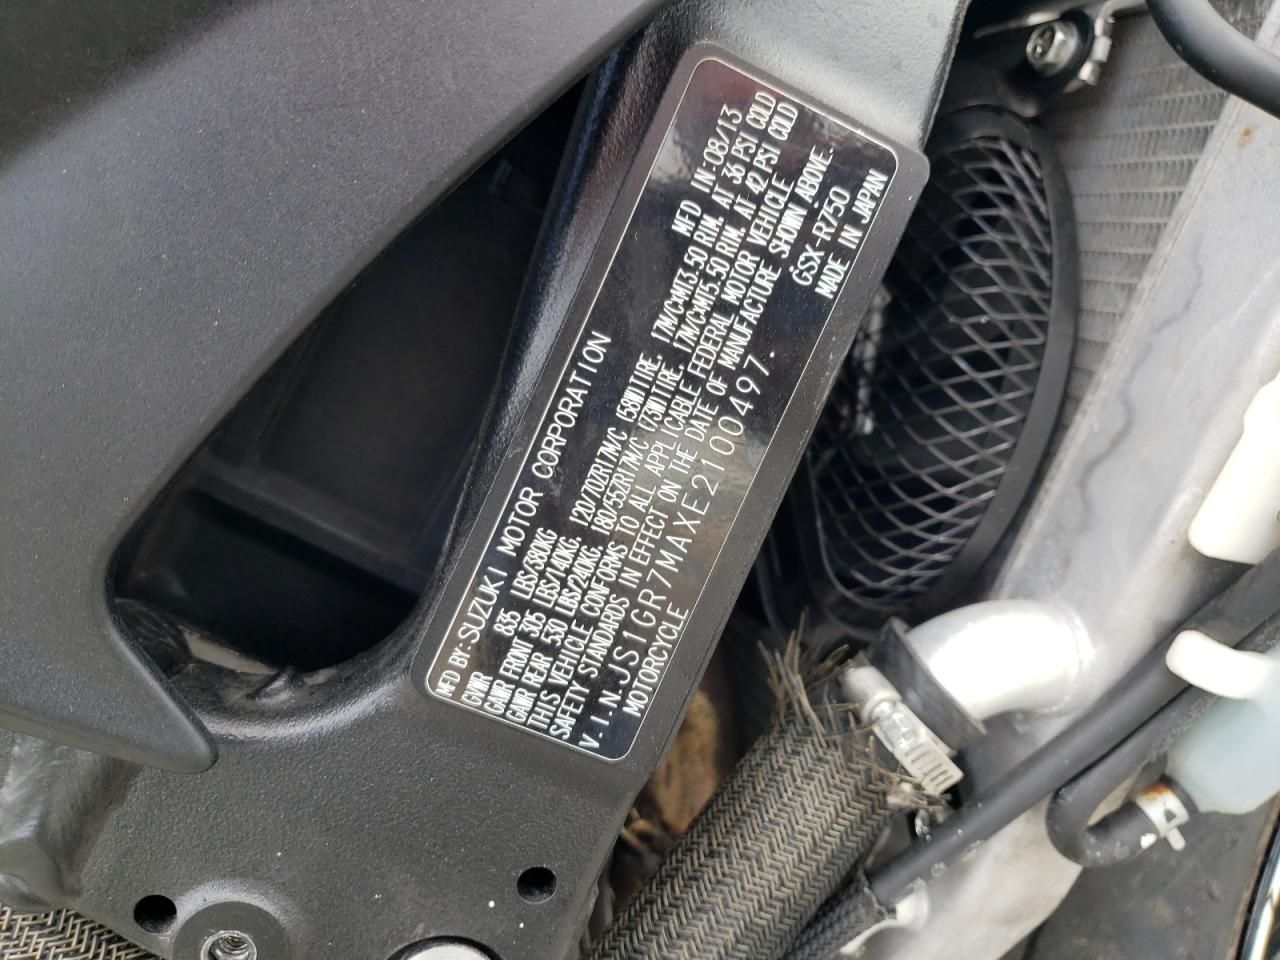 MFD BY:SUZUKI MOTOR CORPORATION MFD IN:08/13
GVWR 835 LBS/380KG
GAWR FRONT 305 LBS/140KG. 120/70ZR17M/C (58W)TIRE. 17M/CxMT3.50 RIM. AT 36 PSI COLD
GAWR REAR 530 LBS/240KG. 180/55ZR17M/C (73W)TIRE. 17M/CxMT5.50 RIM. AT 42 PSI COLD
THIS VEHICLE CONFORMS TO ALL APPLICABLE FEDERAL MOTOR VEHICLE
SAFETY STANDARDS IN EFFECT ON THE DATE OF MANUFACTURE SHOWN ABOVE.
V.I.N.JS1GR7MAXE2100497. GSX-R750
MOTORCYCLE MADE IN JAPAN